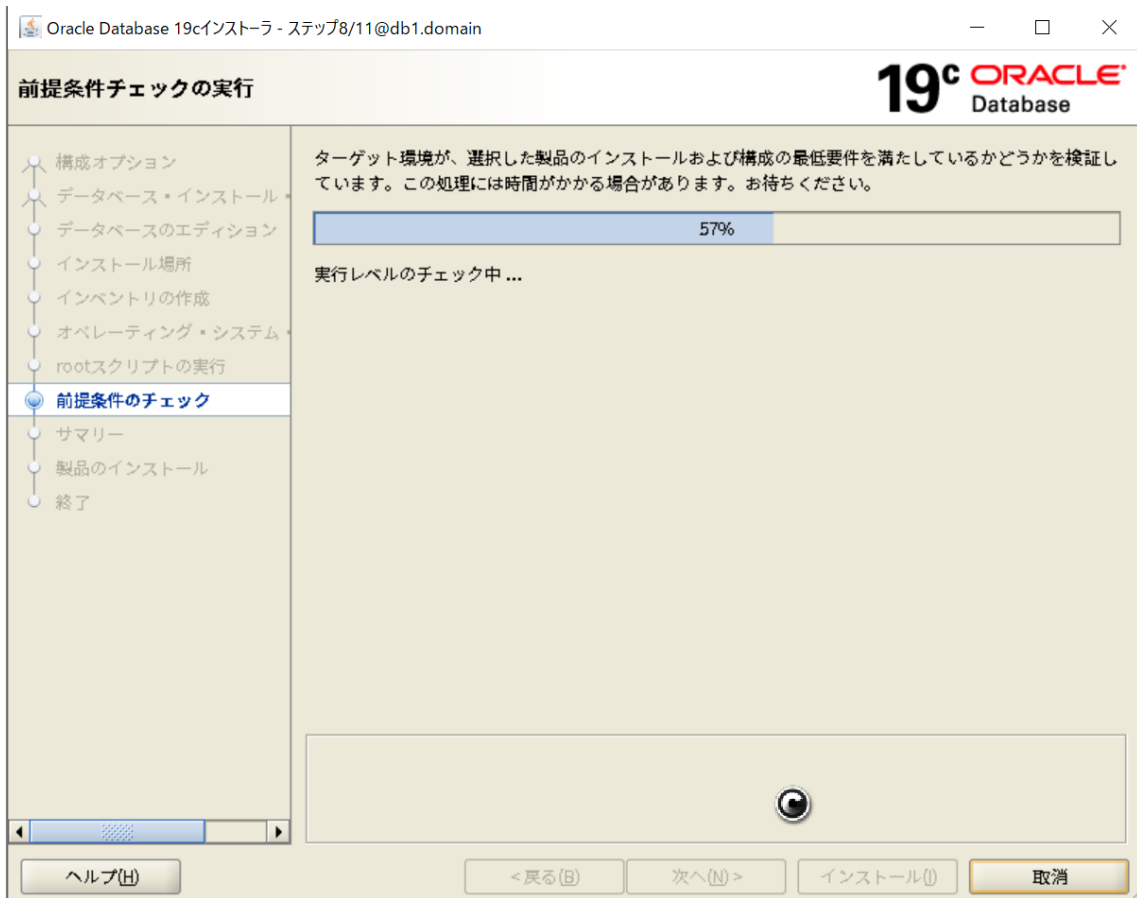 Oracle Database 19cインストーラ - ステップ8/11@db1.domain
前提条件チェックの実行
19c ORACLE
Database
構成オプション
データベース・インストール・
データベースのエディション
インストール場所
インベントリの作成
オペレーティング・システム・
rootスクリプトの実行
前提条件のチェック
サマリー
製品のインストール
終了
ターゲット環境が、選択した製品のインストールおよび構成の最低要件を満たしているかどうかを検証し
ています。この処理には時間がかかる場合があります。お待ちください。
57%
実行レベルのチェック中 ...
ヘルプ(H)
<戻る(B)
次へ(N)>
インストール(I)
取消